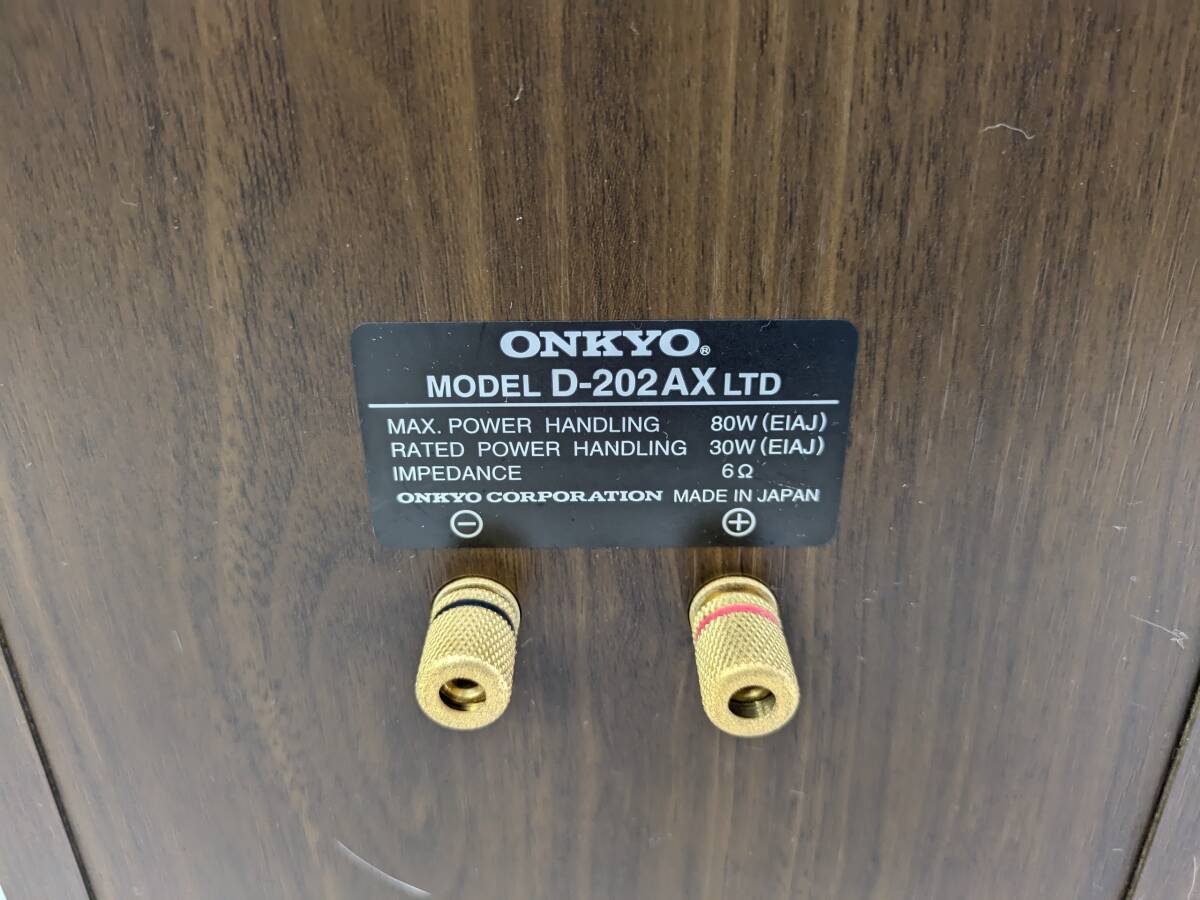 ONKYO®
MODEL D-202AX LTD
MAX. POWER HANDLING 80W (EIAJ)
RATED POWER HANDLING 30W (EIAJ)
IMPEDANCE 6Ω
ONKYO CORPORATION MADE IN JAPAN
⊖ ⊕